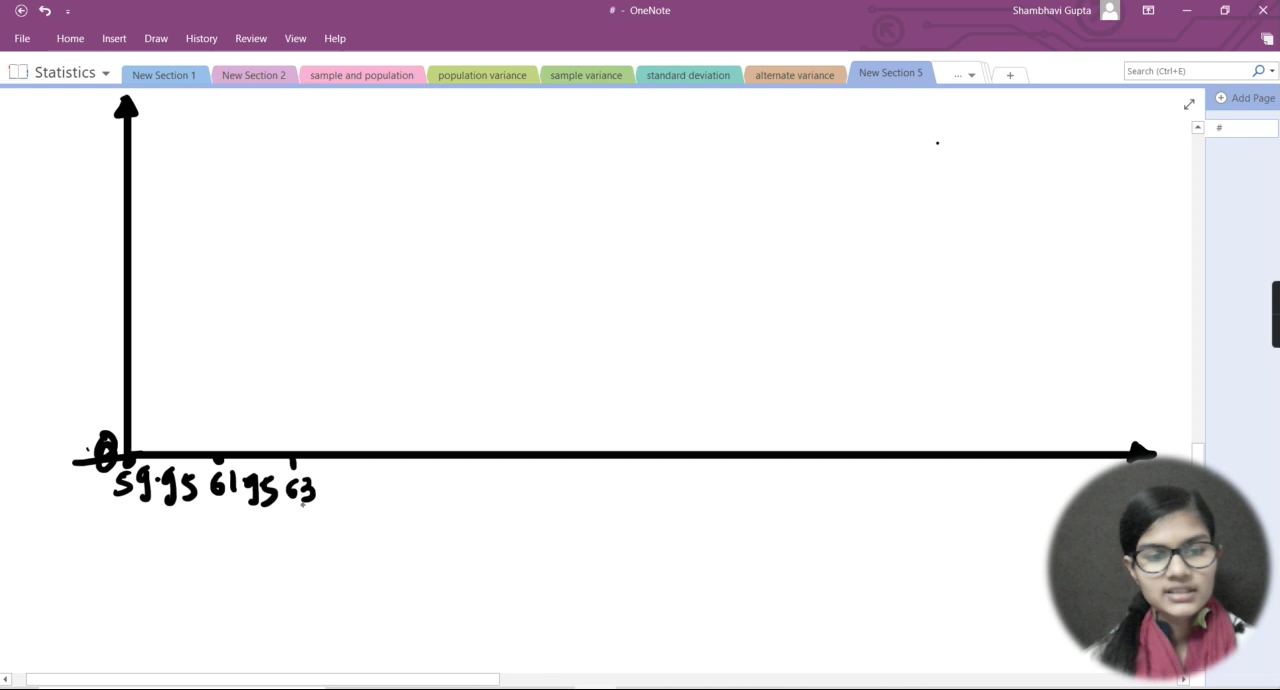 # - OneNote
Shambhavi Gupta
File Home Insert Draw History Review View Help
Statistics New Section 1 New Section 2 sample and population population variance sample variance standard deviation alternate variance New Section 5 ... + Search (Ctrl+E)
Add Page
#
0
59.95 61 95 63